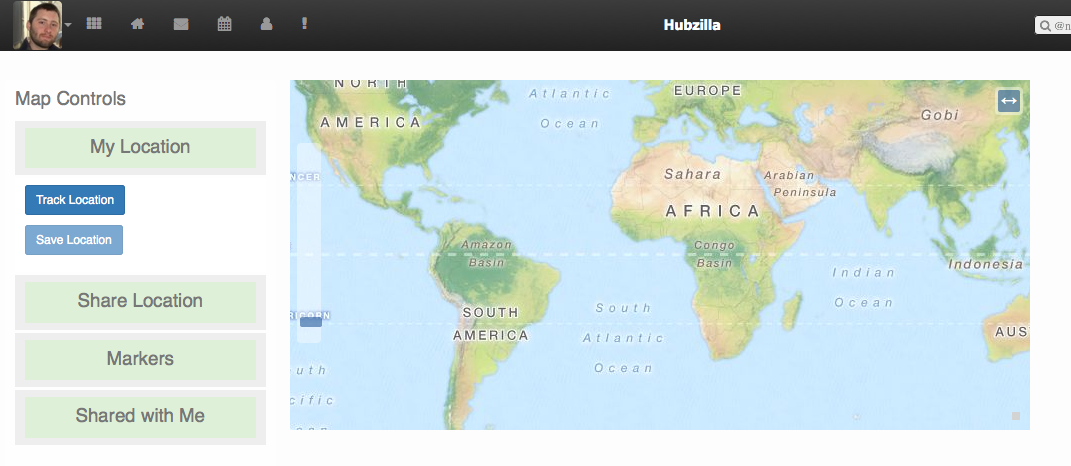 Hubzilla
@n
Map Controls
My Location
Track Location
Save Location
Share Location
Markers
Shared with Me
NORTH
AMERICA
Atlantic
Ocean
EUROPE
Gobi
Sahara
Arabian
Peninsula
AFRICA
NCER
Amazon
Basin
Congo
Basin
Indian
Ocean
Indonesia
RICORN
SOUTH
AMERICA
South
Atlantic
Ocean
AUS
uth
cific